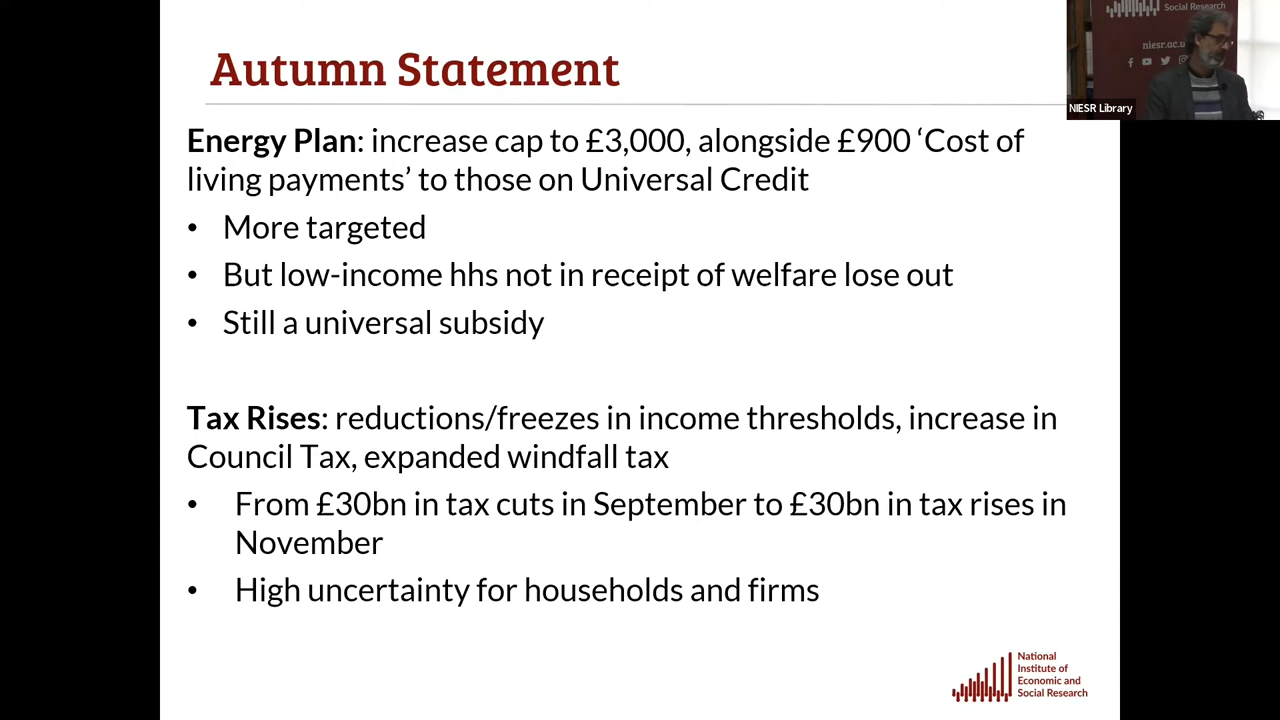 Autumn Statement
Energy Plan: increase cap to £3,000, alongside £900 ‘Cost of
living payments’ to those on Universal Credit
• More targeted
• But low-income hhs not in receipt of welfare lose out
• Still a universal subsidy
Tax Rises: reductions/freezes in income thresholds, increase in
Council Tax, expanded windfall tax
• From £30bn in tax cuts in September to £30bn in tax rises in
November
• High uncertainty for households and firms
National
Institute of
Economic and
Social Research
Social Research
niesr.ac.u
NIESR Library